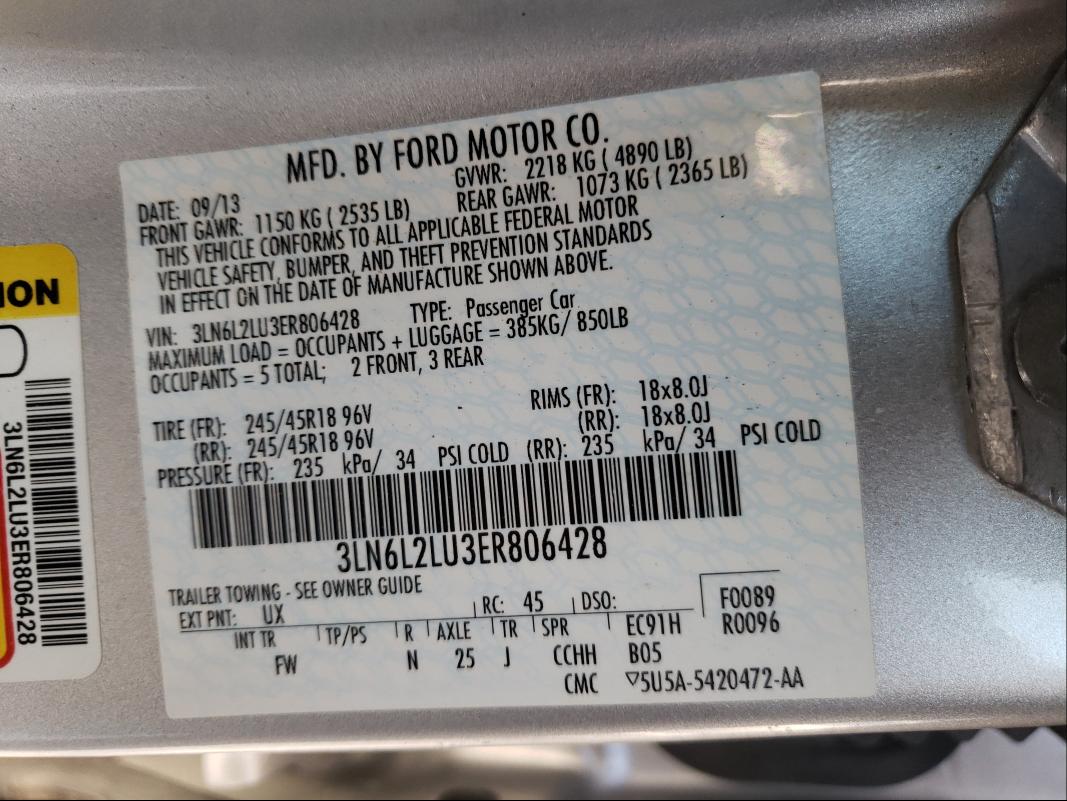 MFD. BY FORD MOTOR CO.
DATE: 09/13 GVWR: 2218 KG ( 4890 LB)
FRONT GAWR: 1150 KG ( 2535 LB) REAR GAWR: 1073 KG ( 2365 LB)
THIS VEHICLE CONFORMS TO ALL APPLICABLE FEDERAL MOTOR
VEHICLE SAFETY, BUMPER, AND THEFT PREVENTION STANDARDS
IN EFFECT ON THE DATE OF MANUFACTURE SHOWN ABOVE.
VIN: 3LN6L2LU3ER806428 TYPE: Passenger Car
MAXIMUM LOAD = OCCUPANTS + LUGGAGE = 385KG/ 850LB
OCCUPANTS = 5 TOTAL; 2 FRONT, 3 REAR
TIRE (FR): 245/45R18 96V RIMS (FR): 18x8.0J
(RR): 245/45R18 96V (RR): 18x8.0J
PRESSURE (FR): 235 kPa/ 34 PSI COLD (RR): 235 kPa/ 34 PSI COLD
3LN6L2LU3ER806428
TRAILER TOWING - SEE OWNER GUIDE
EXT PNT: UX RC: 45 DSO: F0089
INT TR TP/PS R AXLE TR SPR EC91H R0096
FW N 25 J CCHH B05
CMC ▽5U5A-5420472-AA
ION
3LN6L2LU3ER806428